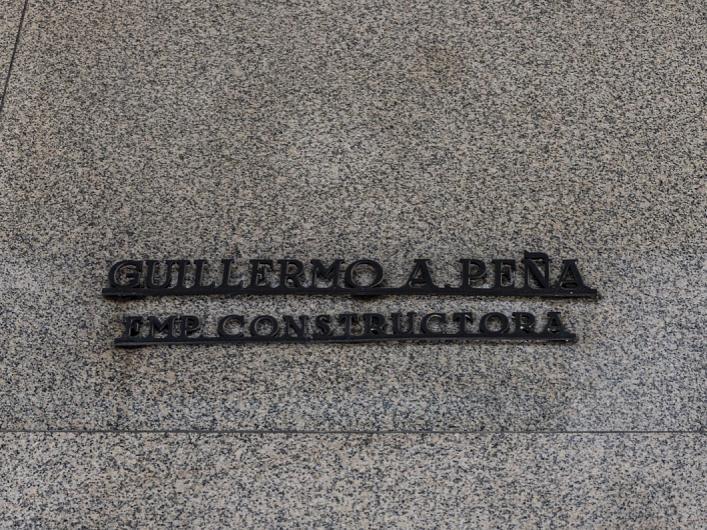 GUILLERMO A. PEÑA
EMP. CONSTRUCTORA